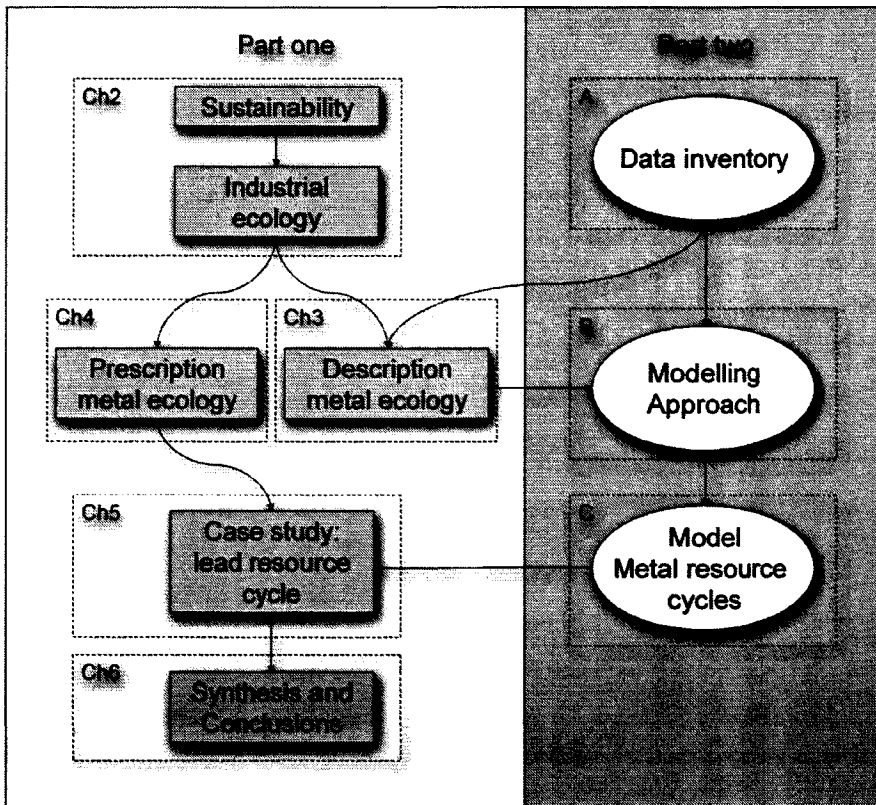 Part one
Part two
Ch2
Sustainability
Industrial
ecology
A
Data inventory
Ch4
Prescription
metal ecology
Ch3
Description
metal ecology
B
Modelling
Approach
Ch5
Case study:
lead resource
cycle
C
Model
Metal resource
cycles
Ch6
Synthesis and
Conclusions